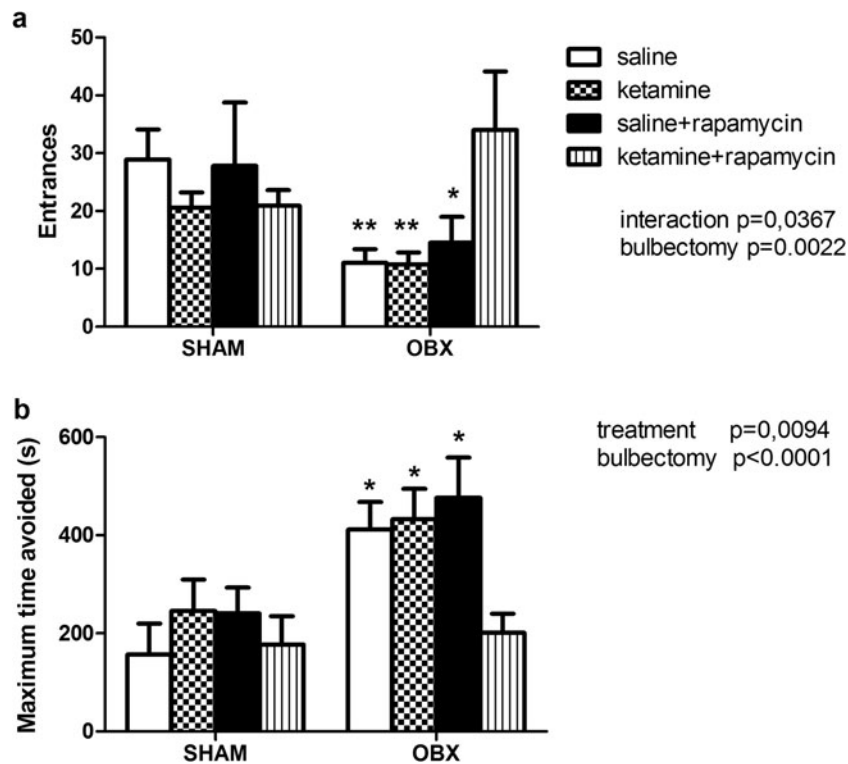 a
50
40
30
20
10
0
Entrances
** ** *
SHAM OBX
saline
ketamine
saline+rapamycin
ketamine+rapamycin
interaction p=0,0367
bulbectomy p=0.0022
b
600
400
200
0
Maximum time avoided (s)
* * *
SHAM OBX
treatment p=0,0094
bulbectomy p<0.0001